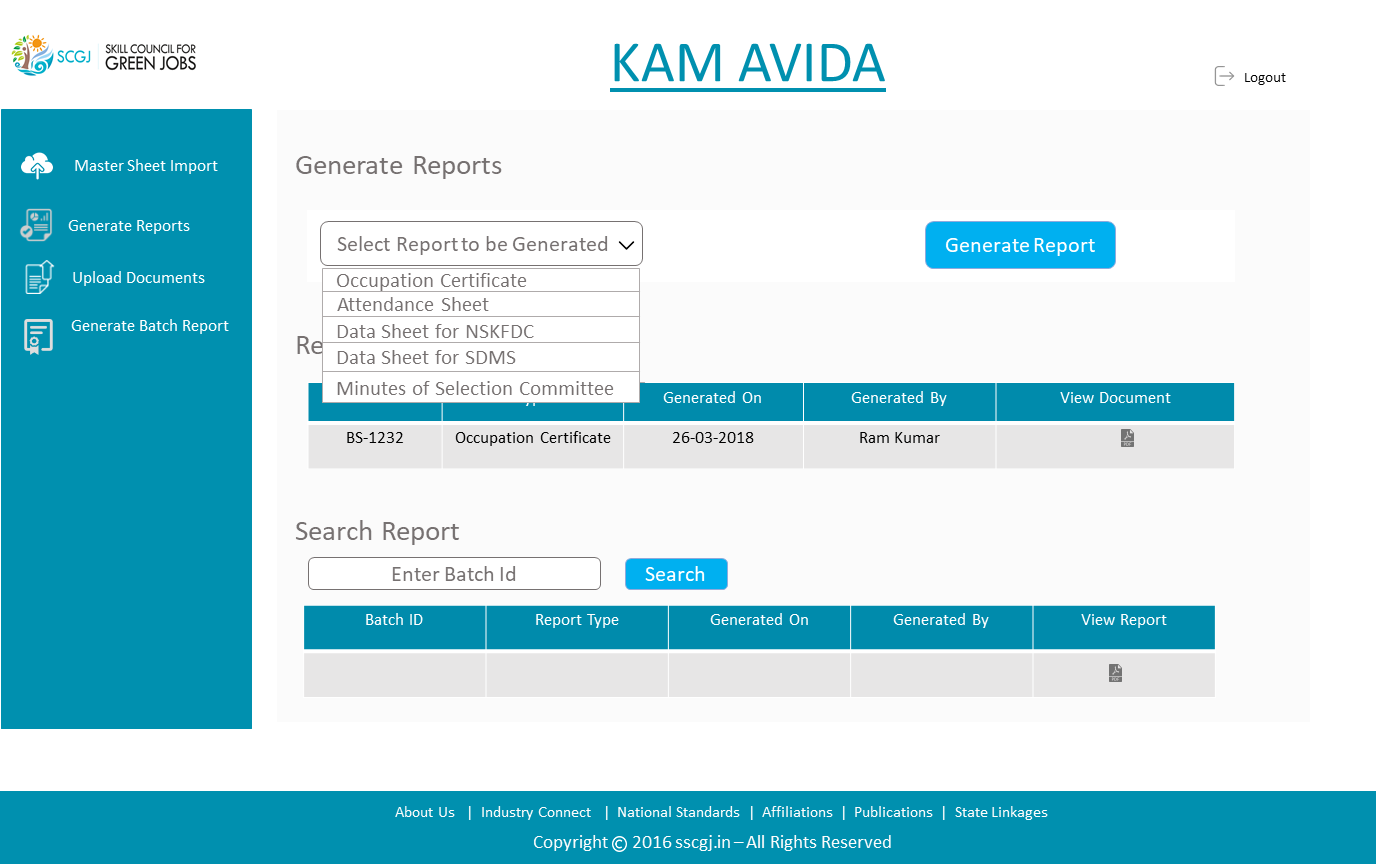 SCGJ
SKILL COUNCIL FOR
GREEN JOBS
KAM AVIDA
Logout
Master Sheet Import
Generate Reports
Upload Documents
Generate Batch Report
Generate Reports
Select Report to be Generated
Generate Report
Occupation Certificate
Attendance Sheet
Data Sheet for NSKFDC
Data Sheet for SDMS
Minutes of Selection Committee
Re
Generated On Generated By View Document
BS-1232 Occupation Certificate 26-03-2018 Ram Kumar PDF
Search Report
Enter Batch Id Search
Batch ID Report Type Generated On Generated By View Report
PDF
About Us | Industry Connect | National Standards | Affiliations | Publications | State Linkages
Copyright © 2016 sscgj.in – All Rights Reserved